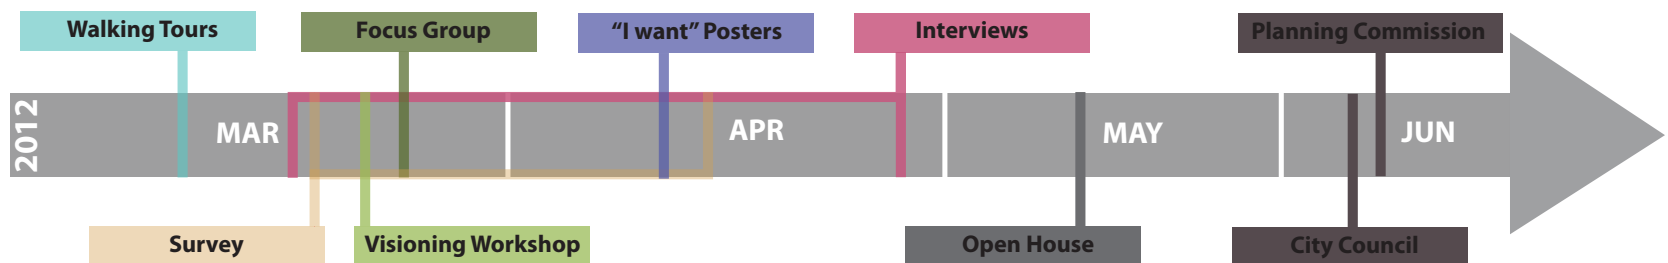 Walking Tours
Focus Group
“I want” Posters
Interviews
Planning Commission
2012
MAR
APR
MAY
JUN
Survey
Visioning Workshop
Open House
City Council